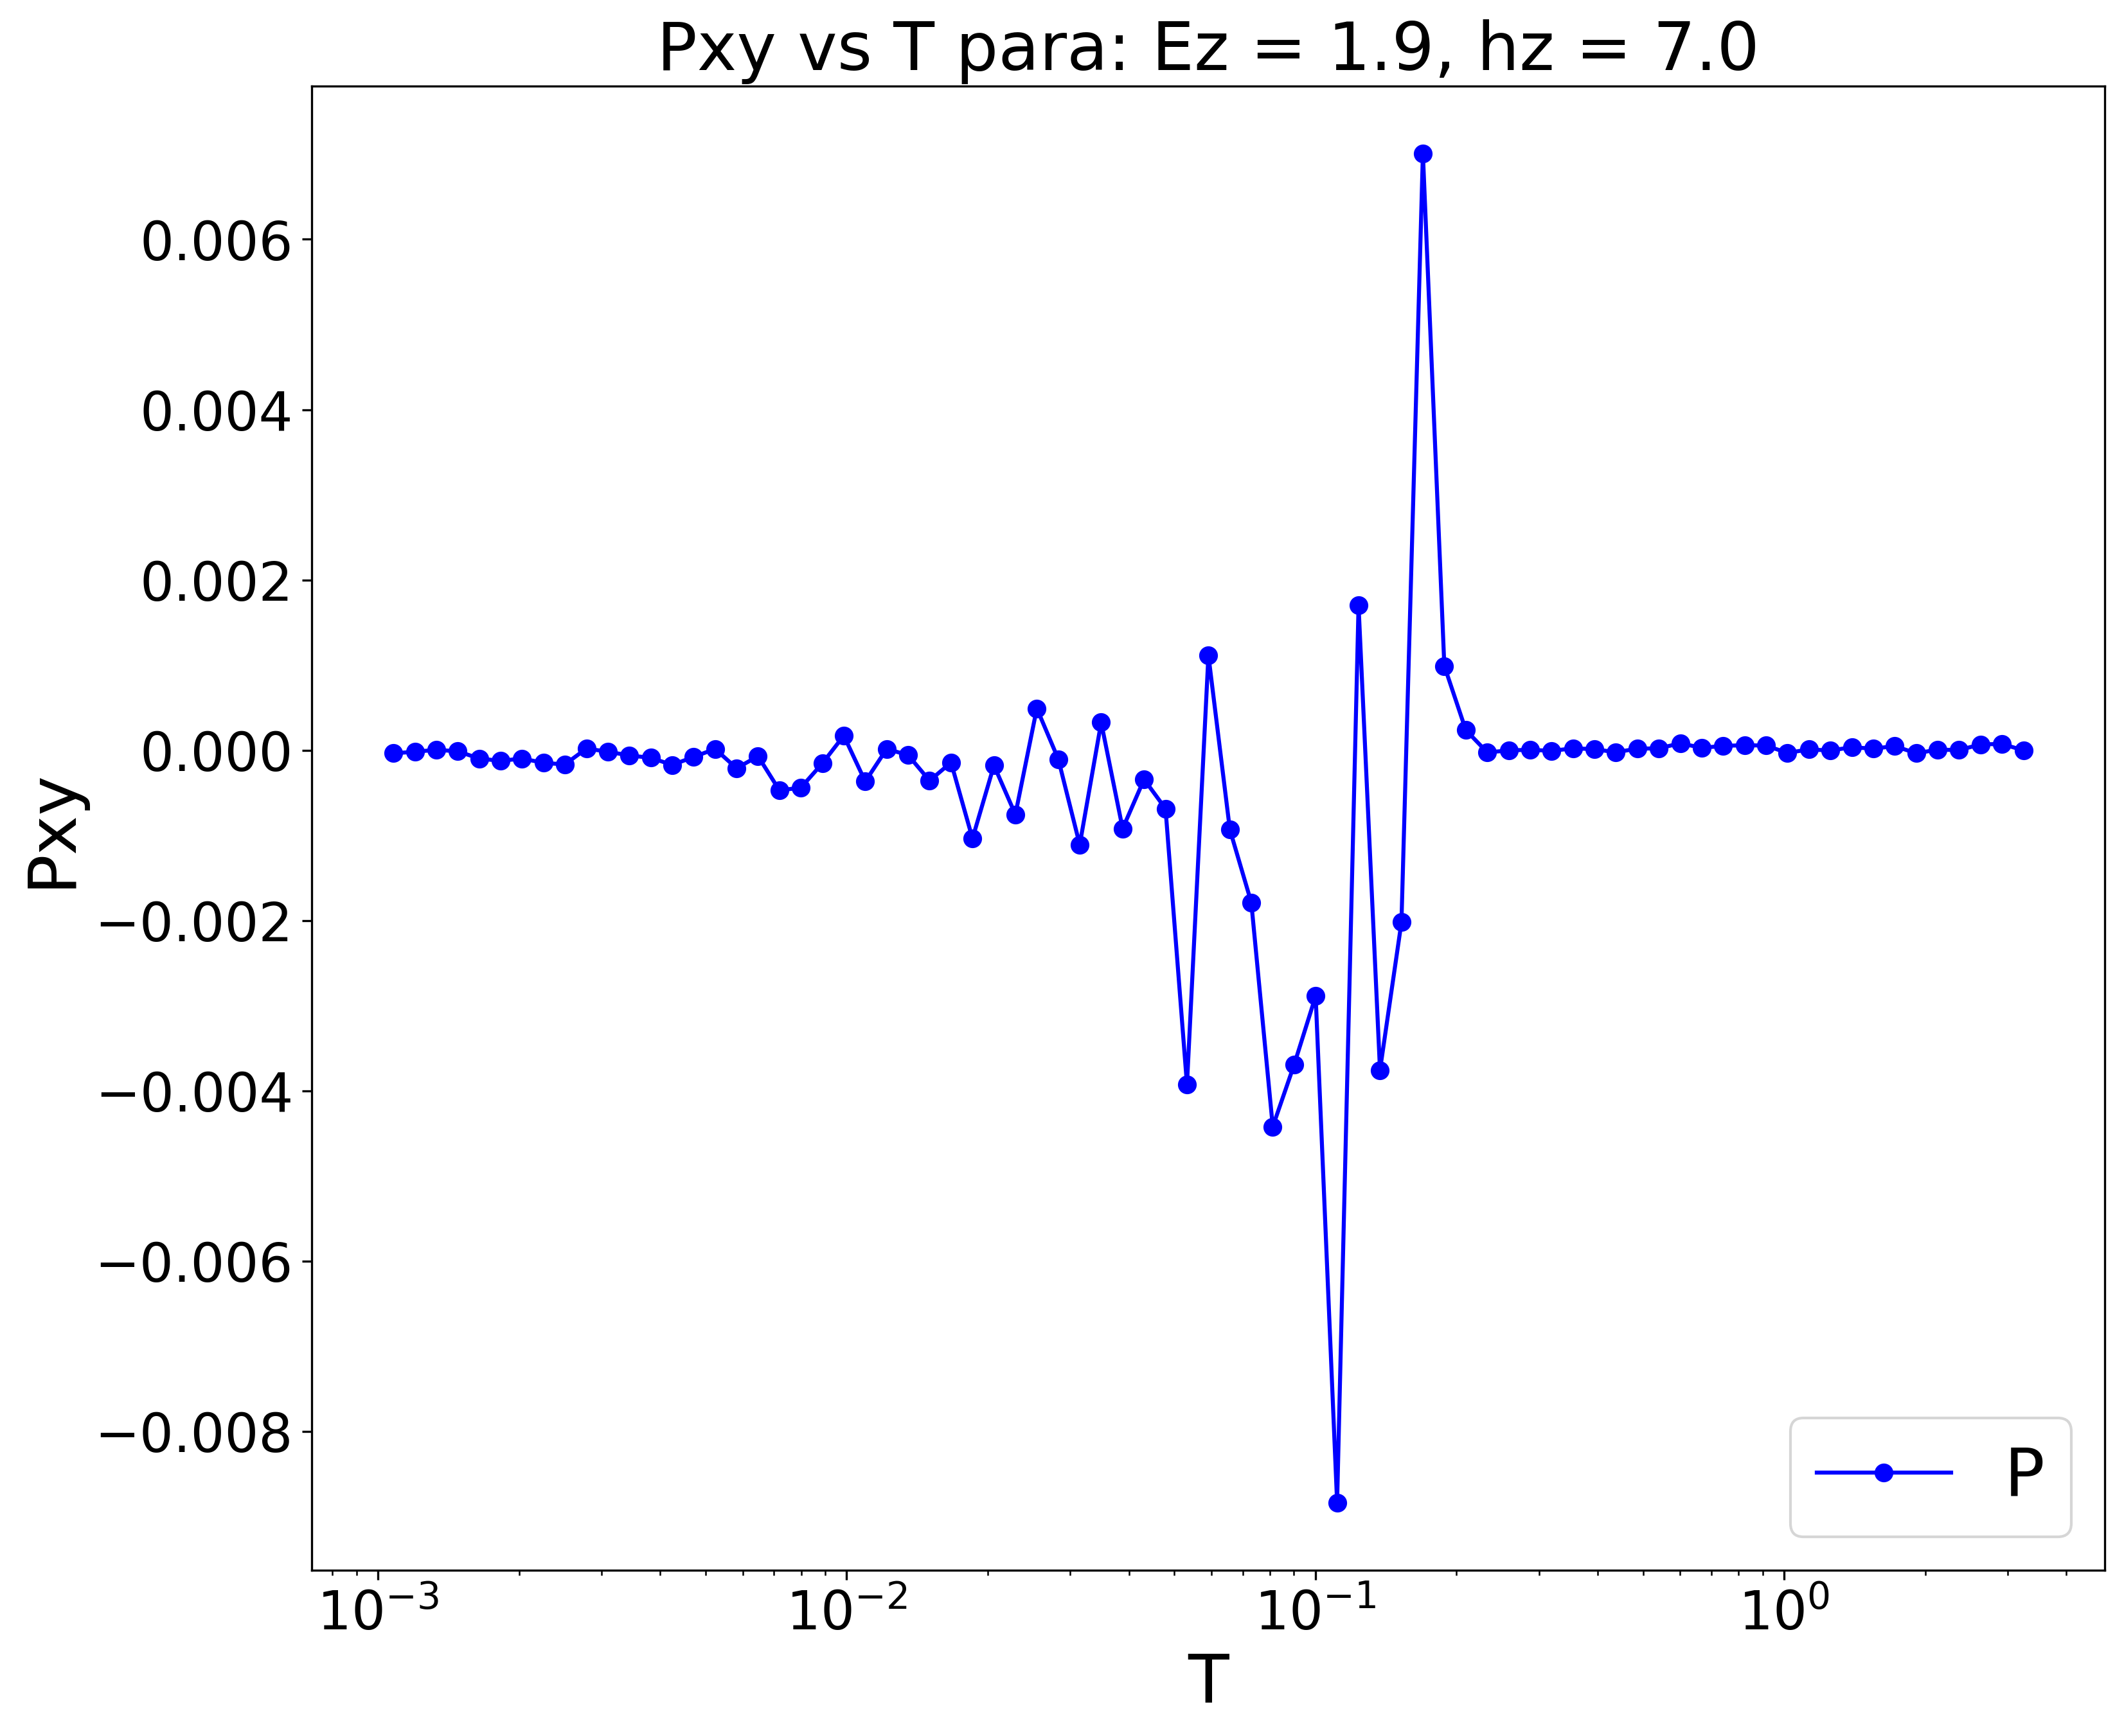 Pxy vs T para: Ez = 1.9, hz = 7.0
0.006
0.004
0.002
0.000
−0.002
−0.004
−0.006
−0.008
Pxy
P
10⁻³ 10⁻² 10⁻¹ 10⁰
T